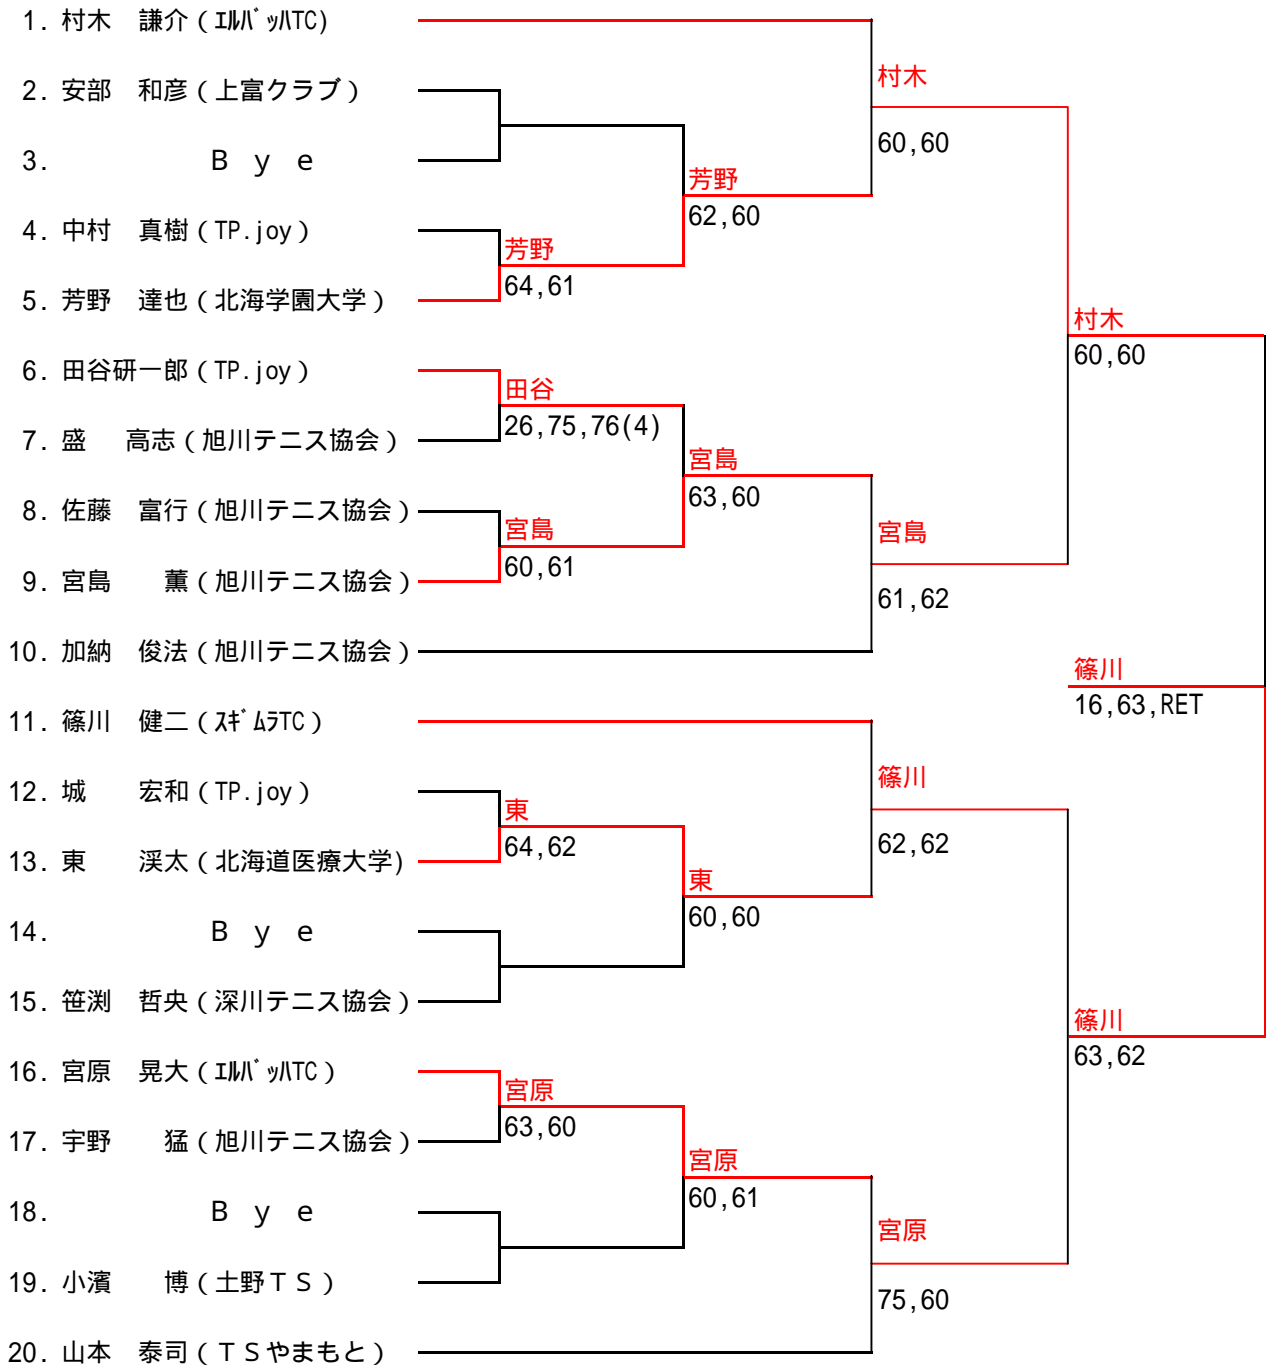 1. 村木　謙介(ｴﾙﾊﾞｯﾊTC)
村木
2. 安部　和彦(上富クラブ)
60,60
3. Ｂｙｅ
芳野
62,60
4. 中村　真樹(TP.joy)
芳野
64,61
5. 芳野　達也(北海学園大学)
村木
60,60
6. 田谷研一郎(TP.joy)
田谷
26,75,76(4)
7. 盛　高志(旭川テニス協会)
宮島
63,60
8. 佐藤　富行(旭川テニス協会)
宮島
宮島
60,61
9. 宮島　薫(旭川テニス協会)
61,62
10. 加納　俊法(旭川テニス協会)
篠川
16,63,RET
11. 篠川　健二(ｽｷﾞﾑﾗTC)
篠川
12. 城　宏和(TP.joy)
東
64,62
62,62
13. 東　渓太(北海道医療大学)
東
60,60
14. Ｂｙｅ
15. 笹渕　哲央(深川テニス協会)
篠川
63,62
16. 宮原　晃大(ｴﾙﾊﾞｯﾊTC)
宮原
63,60
17. 宇野　猛(旭川テニス協会)
宮原
60,61
18. Ｂｙｅ
宮原
19. 小濱　博(土野ＴＳ)
75,60
20. 山本　泰司(ＴＳやまもと)